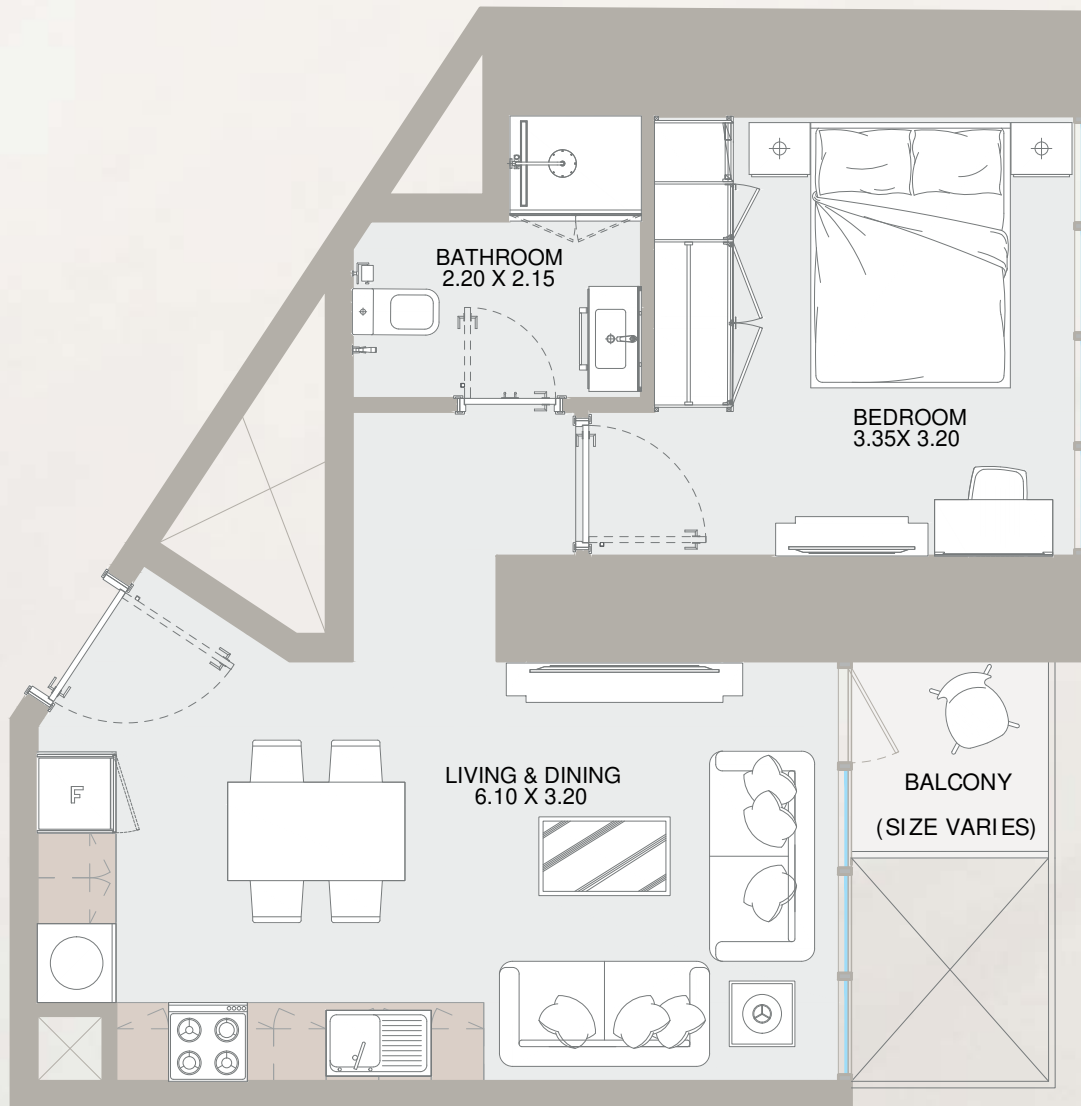 BATHROOM
2.20 X 2.15
BEDROOM
3.35X 3.20
LIVING & DINING
6.10 X 3.20
F
BALCONY
(SIZE VARIES)